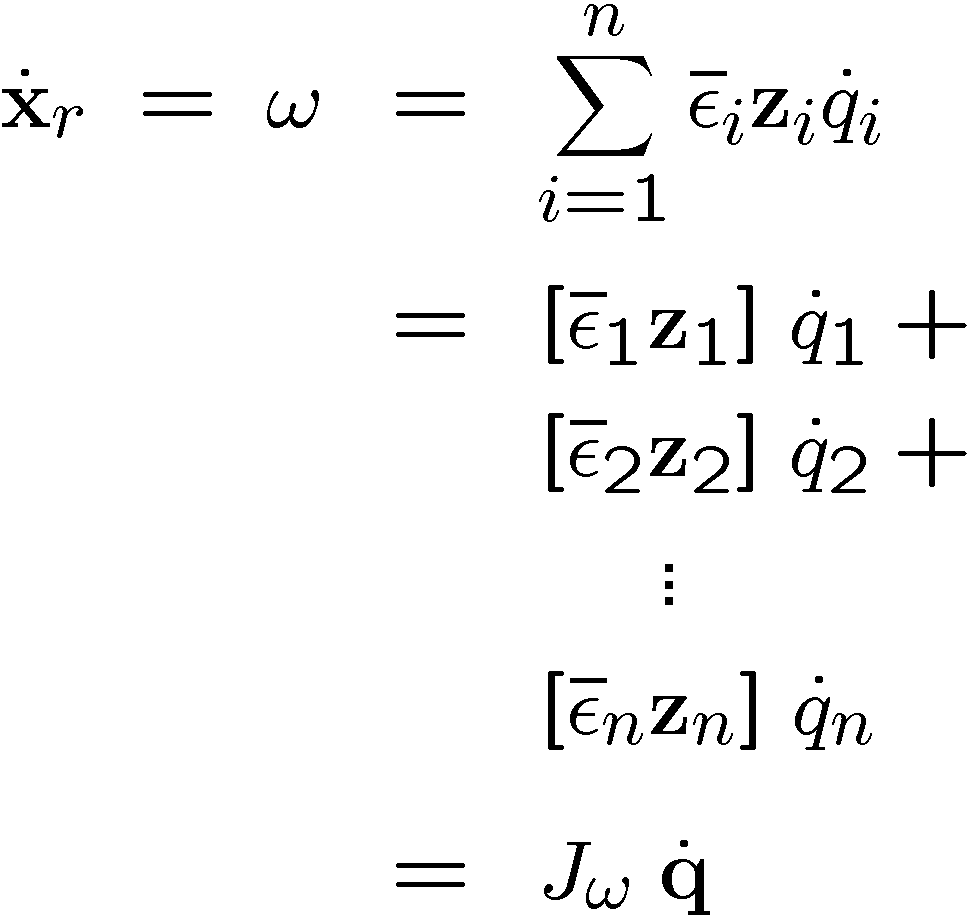 ẋ_r = ω = ∑_{i=1}^{n} ϵ̅_i z_i q̇_i
= [ϵ̅_1 z_1] q̇_1 +
[ϵ̅_2 z_2] q̇_2 +
⋮
[ϵ̅_n z_n] q̇_n
= J_ω q̇